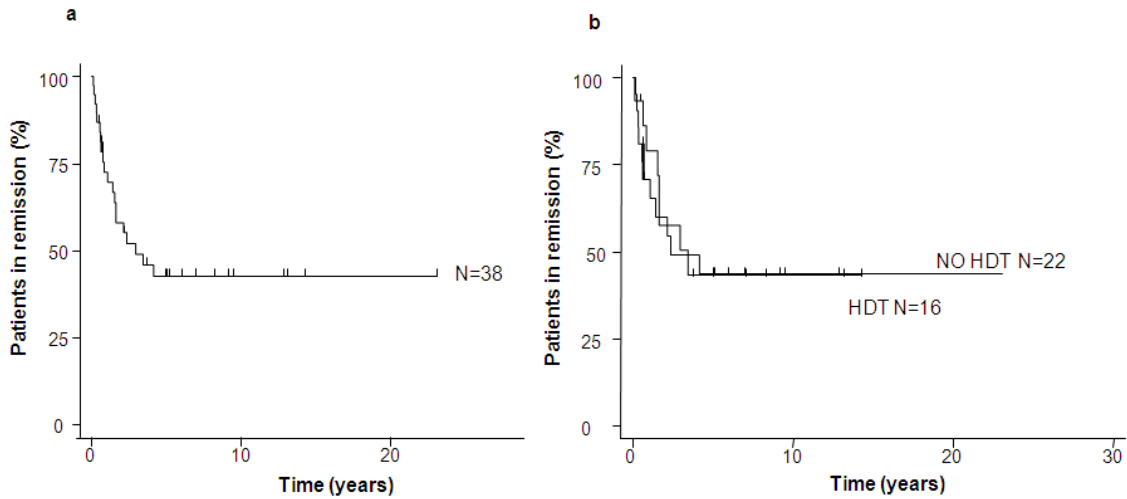 a
Patients in remission (%)
100
75
50
25
0
N=38
0 10 20
Time (years)
b
Patients in remission (%)
100
75
50
25
0
NO HDT N=22
HDT N=16
0 10 20 30
Time (years)